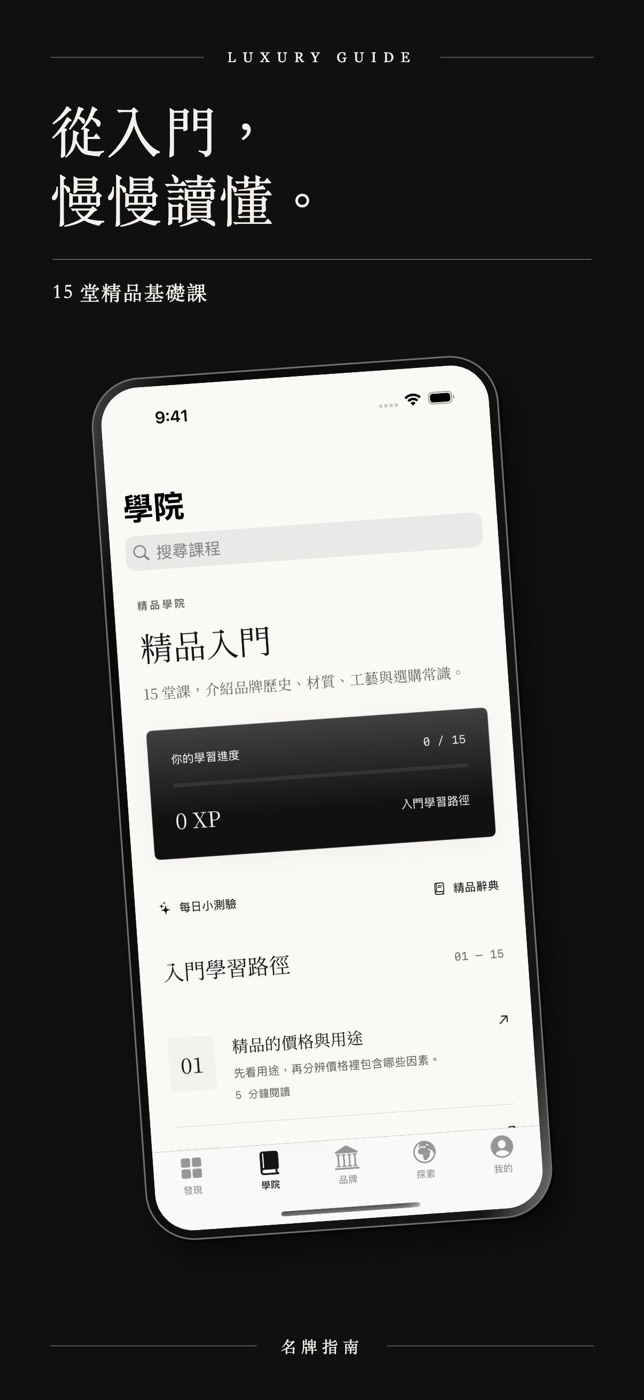 LUXURY GUIDE
從入門，
慢慢讀懂。
15 堂精品基礎課
9:41
學院
搜尋課程
精品學院
精品入門
15 堂課，介紹品牌歷史、材質、工藝與選購常識。
你的學習進度
0 / 15
0 XP
入門學習路徑
每日小測驗
精品辭典
入門學習路徑
01 — 15
01
精品的價格與用途
先看用途，再分辨價格裡包含哪些因素。
5 分鐘閱讀
發現
學院
品牌
探索
我的
名牌指南